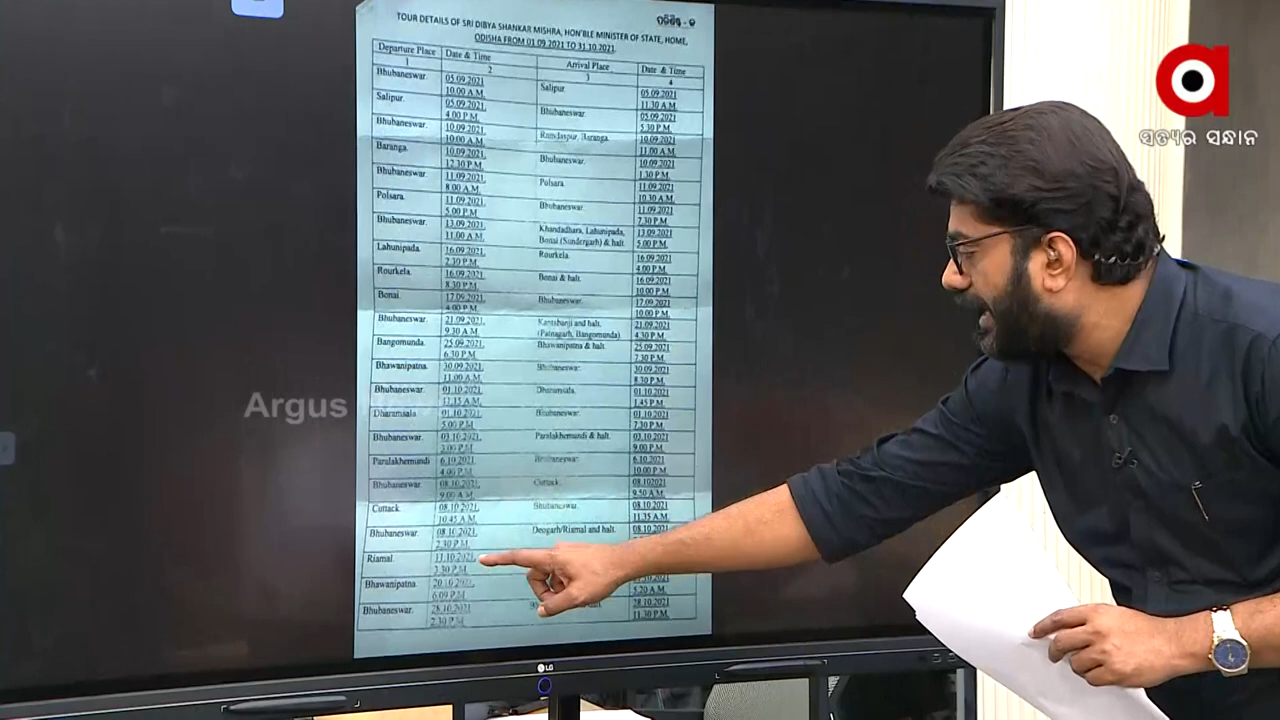 ପରିଶିଷ୍ଟ - କ
TOUR DETAILS OF SRI DIBYA SHANKAR MISHRA, HON'BLE MINISTER OF STATE, HOME,
ODISHA FROM 01.09.2021 TO 31.10.2021.
Departure Place Date & Time Arrival Place Date & Time
1 2 3 4
Bhubaneswar. 05.09.2021 10.00 A.M. Salipur. 05.09.2021 11.30 A.M.
Salipur. 05.09.2021 4.00 P.M. Bhubaneswar. 05.09.2021 5.30 P.M.
Bhubaneswar. 10.09.2021 10.00 A.M. Ramdaspur, Baranga. 10.09.2021 11.00 A.M.
Baranga. 10.09.2021 12.30 P.M. Bhubaneswar. 10.09.2021 1.30 P.M.
Bhubaneswar. 11.09.2021 8.00 A.M. Polsara. 11.09.2021 10.30 A.M.
Polsara. 11.09.2021 5.00 P.M. Bhubaneswar. 11.09.2021 7.30 P.M.
Bhubaneswar. 13.09.2021 11.00 A.M. Khandadhara, Lahunipada, Bonai (Sundergarh) & halt. 13.09.2021 5.00 P.M.
Lahunipada. 16.09.2021 2.30 P.M. Rourkela. 16.09.2021 4.00 P.M.
Rourkela. 16.09.2021 8.30 P.M. Bonai & halt. 16.09.2021 10.00 P.M.
Bonai. 17.09.2021. 4.00 P.M. Bhubaneswar. 17.09.2021 10.00 P.M.
Bhubaneswar. 21.09.2021. 9.30 A.M. Kantabanji and halt. (Patnagarh, Bangomunda) 21.09.2021 4.30 P.M.
Bangomunda. 25.09.2021. 6.30 P.M. Bhawanipatna & halt. 25.09.2021 7.30 P.M.
Bhawanipatna. 30.09.2021. 11.00 A.M. Bhubaneswar. 30.09.2021 8.30 P.M.
Bhubaneswar. 01.10.2021. 11.15 A.M. Dharamsala. 01.10.2021 1.45 P.M.
Dharamsala 01.10.2021. 5.00 P.M. Bhubaneswar. 01.10.2021 7.30 P.M.
Bhubaneswar. 03.10.2021. 3.00 P.M. Paralakhemundi & halt. 03.10.2021 9.00 P.M.
Paralakhemundi 6.10.2021. 4.00 P.M. Bhubaneswar. 6.10.2021 10.00 P.M.
Bhubaneswar. 08.10.2021. 9.00 A.M. Cuttack. 08.102021 9.50 A.M.
Cuttack. 08.10.2021. 10.45 A.M. Bhubaneswar. 08.10.2021 11.35 A.M.
Bhubaneswar. 08.10.2021. 2.30 P.M. Deogarh/Riamal and halt. 08.10.2021
Riamal. 11.10.2021. 3.30 P.M.
Bhawanipatna. 20.10.2021. 6.00 P.M. 5.20 A.M.
Bhubaneswar. 28.10.2021 2.30 P.M. halt. 28.10.2021 11.30 P.M.
Argus
LG
a
ସତ୍ୟର ସନ୍ଧାନ